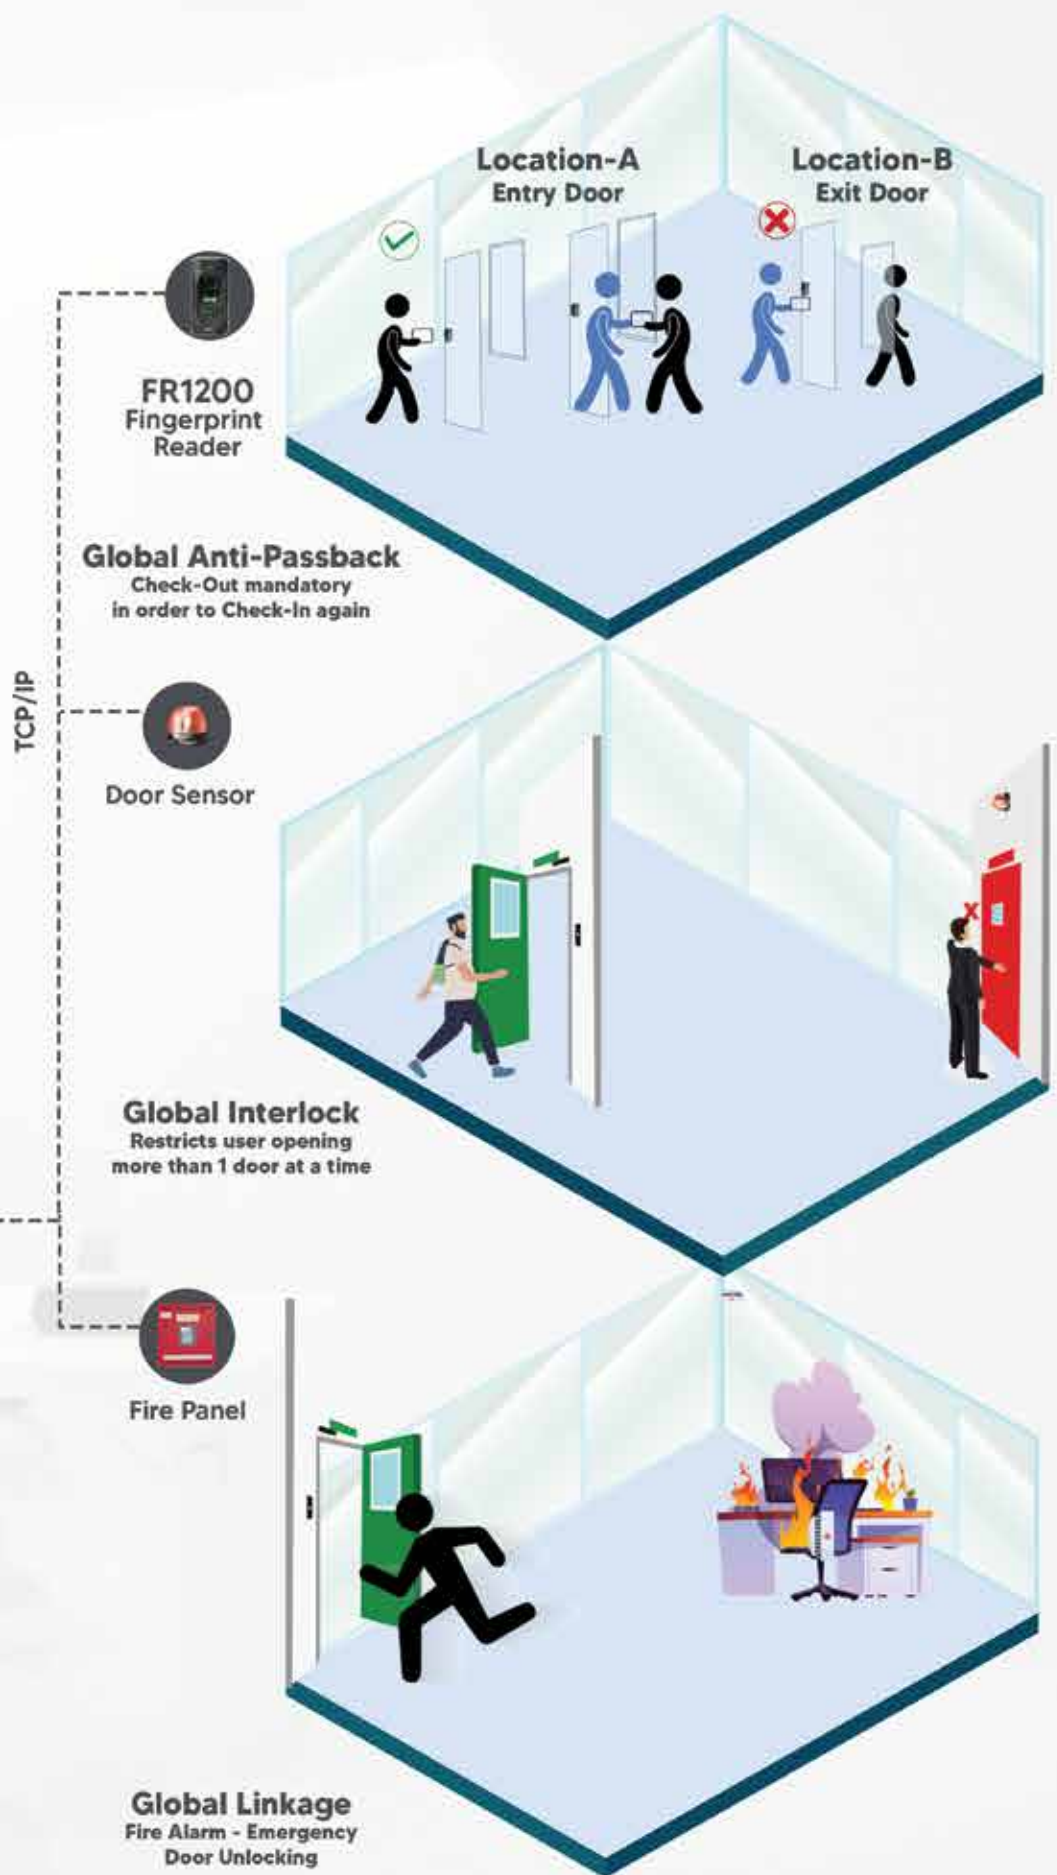 Location-A
Entry Door
Location-B
Exit Door
FR1200
Fingerprint
Reader
Global Anti-Passback
Check-Out mandatory
in order to Check-In again
TCP/IP
Door Sensor
Global Interlock
Restricts user opening
more than 1 door at a time
Fire Panel
Global Linkage
Fire Alarm - Emergency
Door Unlocking